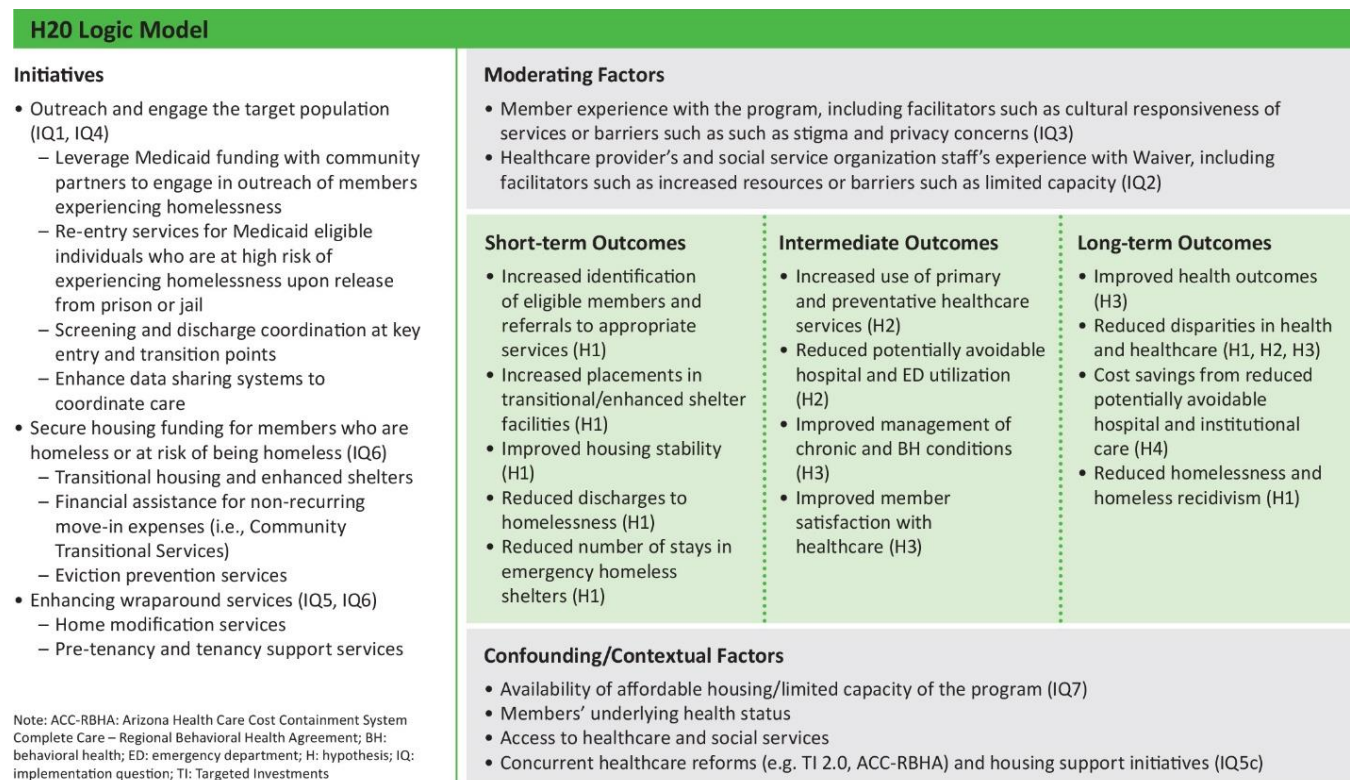 H20 Logic Model
Initiatives
• Outreach and engage the target population
(IQ1, IQ4)
– Leverage Medicaid funding with community
partners to engage in outreach of members
experiencing homelessness
– Re-entry services for Medicaid eligible
individuals who are at high risk of
experiencing homelessness upon release
from prison or jail
– Screening and discharge coordination at key
entry and transition points
– Enhance data sharing systems to
coordinate care
• Secure housing funding for members who are
homeless or at risk of being homeless (IQ6)
– Transitional housing and enhanced shelters
– Financial assistance for non-recurring
move-in expenses (i.e., Community
Transitional Services)
– Eviction prevention services
• Enhancing wraparound services (IQ5, IQ6)
– Home modification services
– Pre-tenancy and tenancy support services
Note: ACC-RBHA: Arizona Health Care Cost Containment System
Complete Care – Regional Behavioral Health Agreement; BH:
behavioral health; ED: emergency department; H: hypothesis; IQ:
implementation question; TI: Targeted Investments
Moderating Factors
• Member experience with the program, including facilitators such as cultural responsiveness of
services or barriers such as such as stigma and privacy concerns (IQ3)
• Healthcare provider's and social service organization staff's experience with Waiver, including
facilitators such as increased resources or barriers such as limited capacity (IQ2)
Short-term Outcomes
• Increased identification
of eligible members and
referrals to appropriate
services (H1)
• Increased placements in
transitional/enhanced shelter
facilities (H1)
• Improved housing stability
(H1)
• Reduced discharges to
homelessness (H1)
• Reduced number of stays in
emergency homeless
shelters (H1)
Intermediate Outcomes
• Increased use of primary
and preventative healthcare
services (H2)
• Reduced potentially avoidable
hospital and ED utilization
(H2)
• Improved management of
chronic and BH conditions
(H3)
• Improved member
satisfaction with
healthcare (H3)
Long-term Outcomes
• Improved health outcomes
(H3)
• Reduced disparities in health
and healthcare (H1, H2, H3)
• Cost savings from reduced
potentially avoidable
hospital and institutional
care (H4)
• Reduced homelessness and
homeless recidivism (H1)
Confounding/Contextual Factors
• Availability of affordable housing/limited capacity of the program (IQ7)
• Members' underlying health status
• Access to healthcare and social services
• Concurrent healthcare reforms (e.g. TI 2.0, ACC-RBHA) and housing support initiatives (IQ5c)